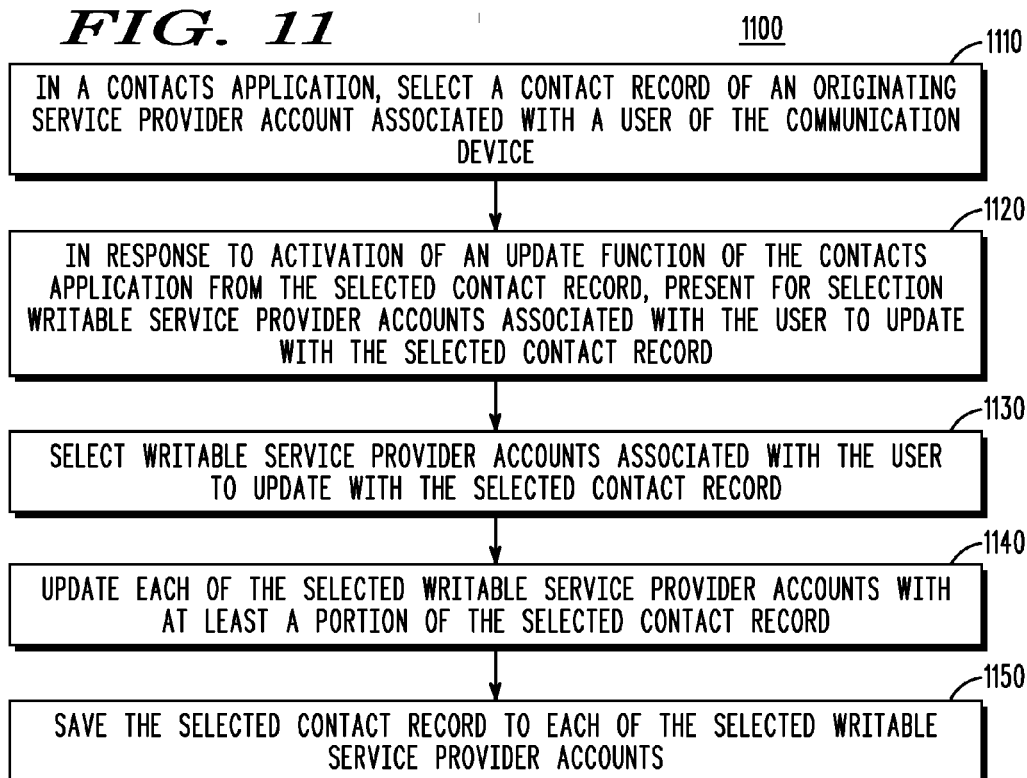 FIG. 11
1100
1110
IN A CONTACTS APPLICATION, SELECT A CONTACT RECORD OF AN ORIGINATING
SERVICE PROVIDER ACCOUNT ASSOCIATED WITH A USER OF THE COMMUNICATION
DEVICE
1120
IN RESPONSE TO ACTIVATION OF AN UPDATE FUNCTION OF THE CONTACTS
APPLICATION FROM THE SELECTED CONTACT RECORD, PRESENT FOR SELECTION
WRITABLE SERVICE PROVIDER ACCOUNTS ASSOCIATED WITH THE USER TO UPDATE
WITH THE SELECTED CONTACT RECORD
1130
SELECT WRITABLE SERVICE PROVIDER ACCOUNTS ASSOCIATED WITH THE USER
TO UPDATE WITH THE SELECTED CONTACT RECORD
1140
UPDATE EACH OF THE SELECTED WRITABLE SERVICE PROVIDER ACCOUNTS WITH
AT LEAST A PORTION OF THE SELECTED CONTACT RECORD
1150
SAVE THE SELECTED CONTACT RECORD TO EACH OF THE SELECTED WRITABLE
SERVICE PROVIDER ACCOUNTS